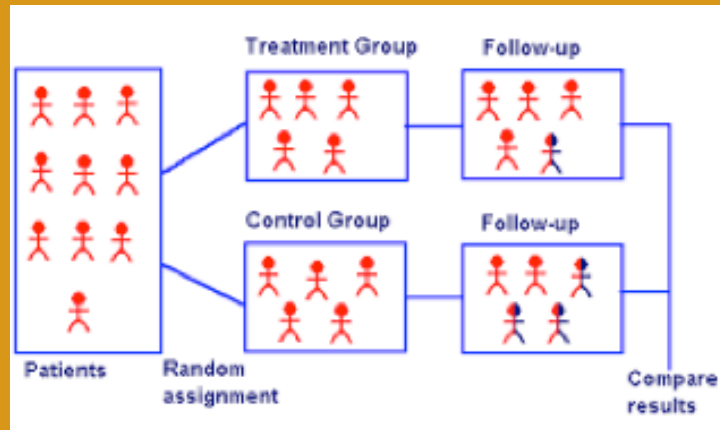 Treatment Group
Follow-up
Control Group
Follow-up
Patients
Random
assignment
Compare
results